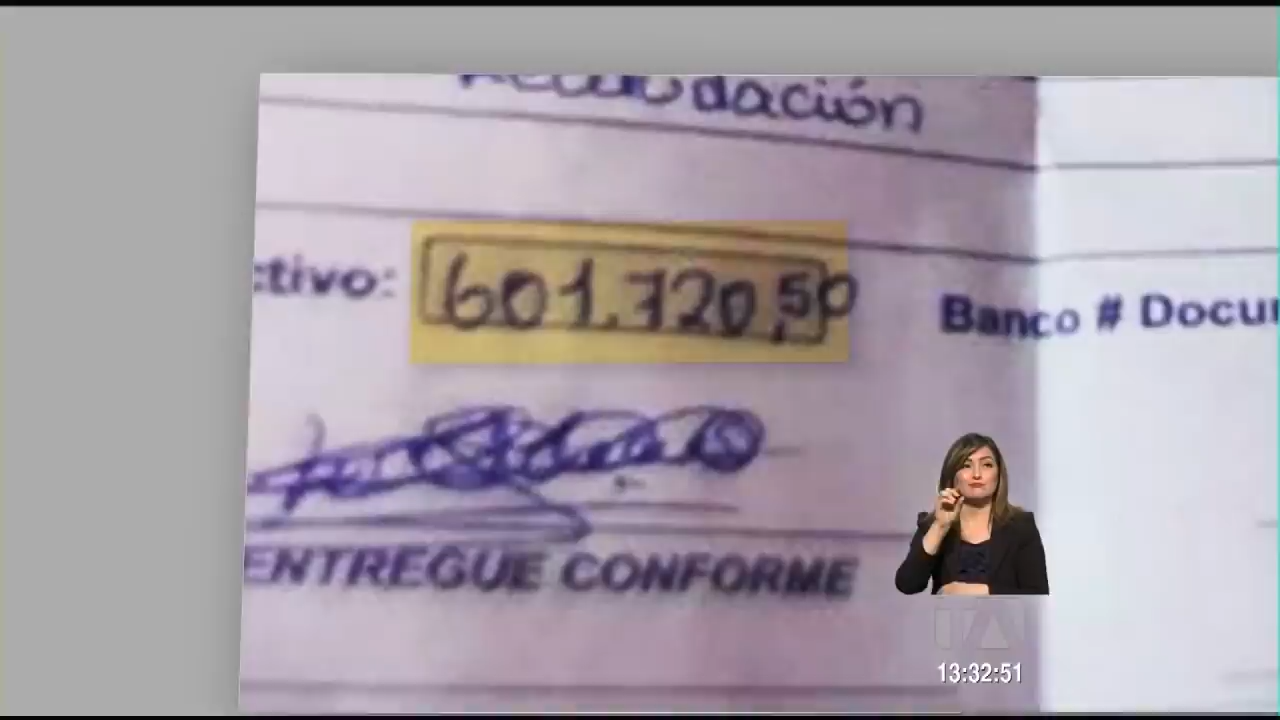 Recaudación
ctivo: 601.720,50
Banco # Docu
ENTREGUE CONFORME
13:32:51